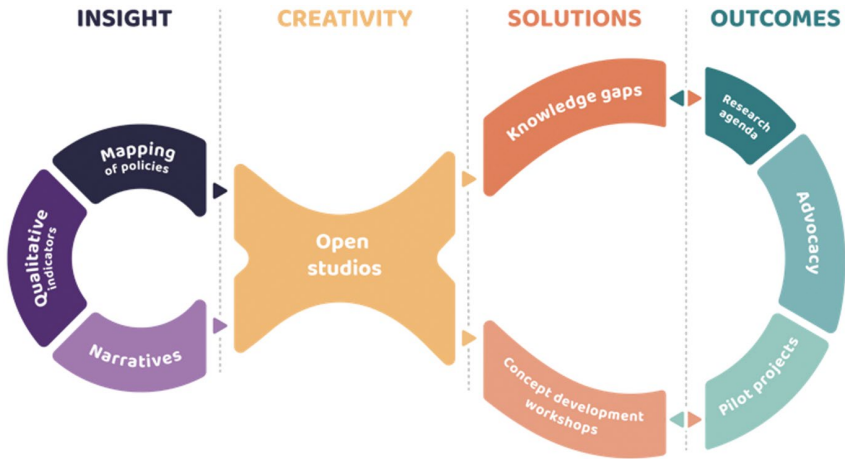 INSIGHT
CREATIVITY
SOLUTIONS
OUTCOMES
Mapping
of policies
Qualitative
indicators
Narratives
Open
studios
Knowledge gaps
Concept development
workshops
Research
agenda
Advocacy
Pilot projects